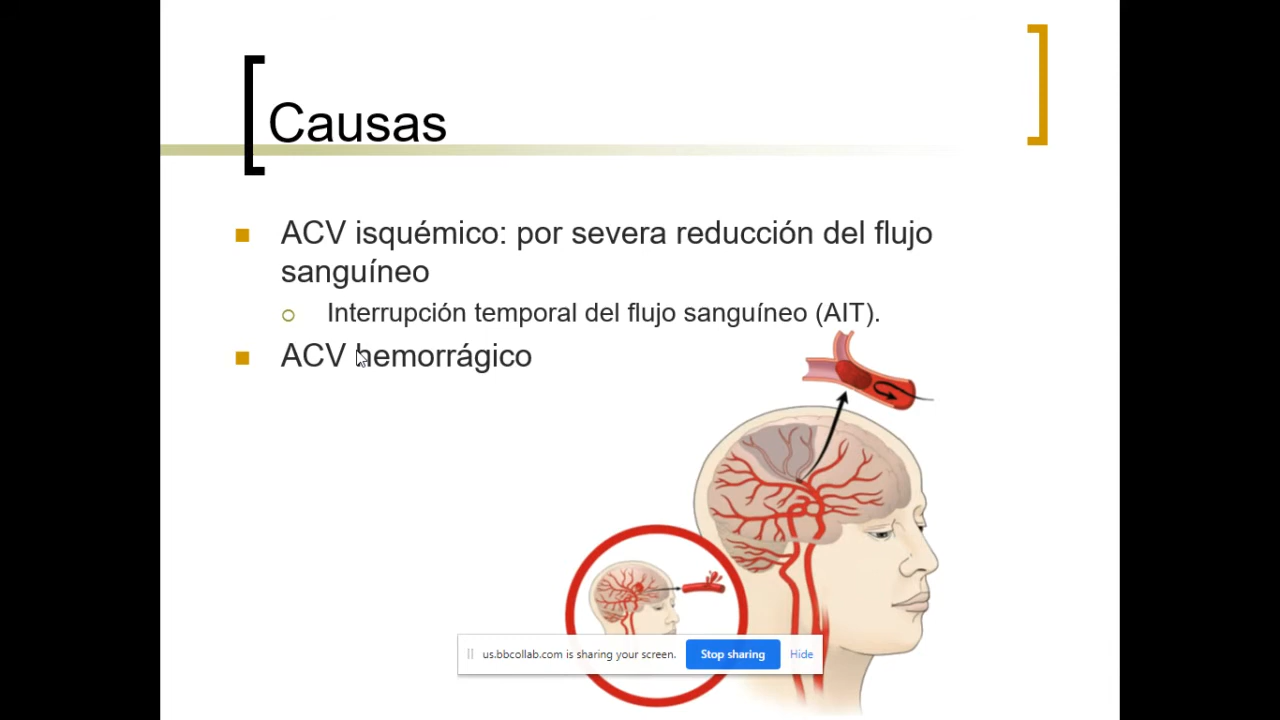 Causas
ACV isquémico: por severa reducción del flujo
sanguíneo
Interrupción temporal del flujo sanguíneo (AIT).
ACV hemorrágico
us.bbcollab.com is sharing your screen.
Stop sharing
Hide